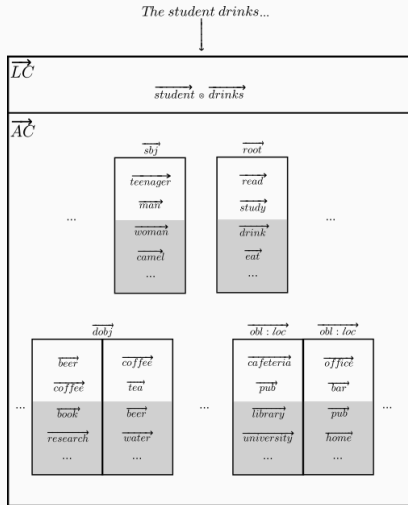 The student drinks...
LC
student ⊗ drinks
AC
sbj root
teenager read
... man study ...
woman drink
camel eat
... ...
dobj obl : loc obl : loc
beer coffee cafeteria office
coffee tea pub bar
... book beer ... library pub ...
research water university home
... ... ... ...